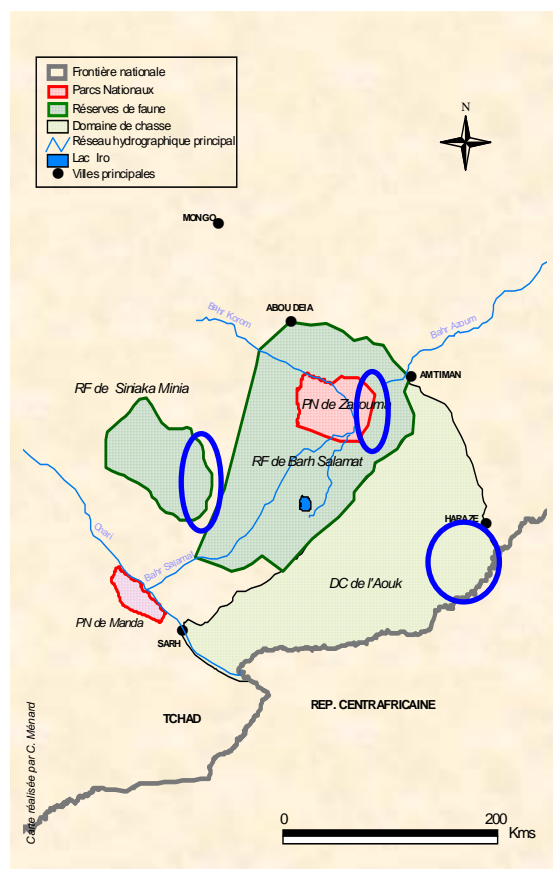 Frontière nationale
Parcs Nationaux
Réserves de faune
Domaine de chasse
Réseau hydrographique principal
Lac Iro
Villes principales
N
MONGO
ABOU DEIA
Bahr Korom
Bahr Azoum
AMTIMAN
RF de Siniaka Minia
PN de Zakouma
RF de Barh Salamat
HARAZE
Chari
Bahr Salamat
DC de l'Aouk
PN de Manda
SARH
REP. CENTRAFRICAINE
TCHAD
Carte réalisée par C. Ménard
0 200
Kms